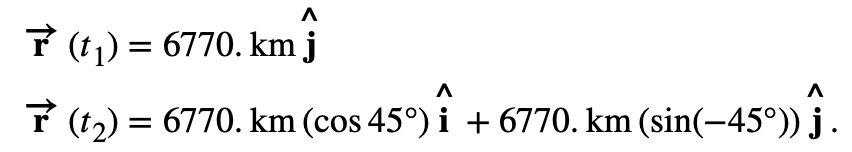 r⃗ (t₁) = 6770. km ĵ
r⃗ (t₂) = 6770. km (cos 45°) î + 6770. km (sin(−45°)) ĵ.